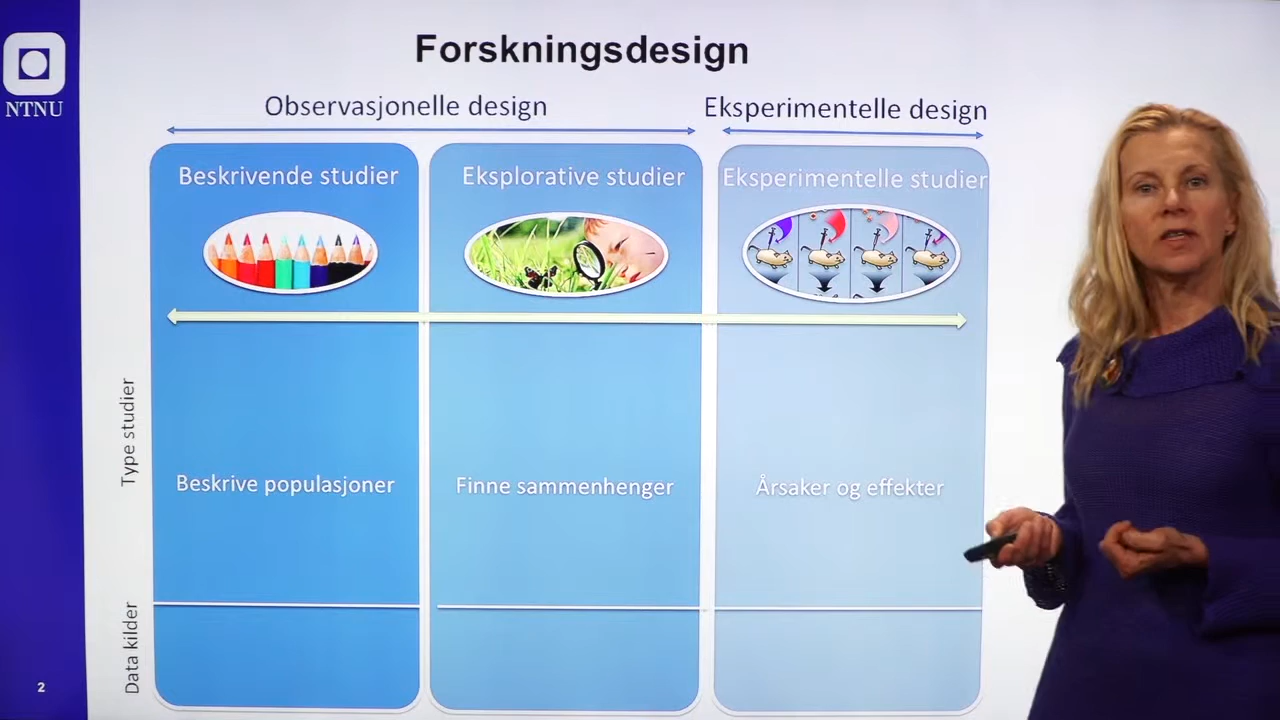 Forskningsdesign
NTNU
Observasjonelle design
Eksperimentelle design
Beskrivende studier
Eksplorative studier
Eksperimentelle studier
Type studier
Beskrive populasjoner
Finne sammenhenger
Årsaker og effekter
Data kilder
2